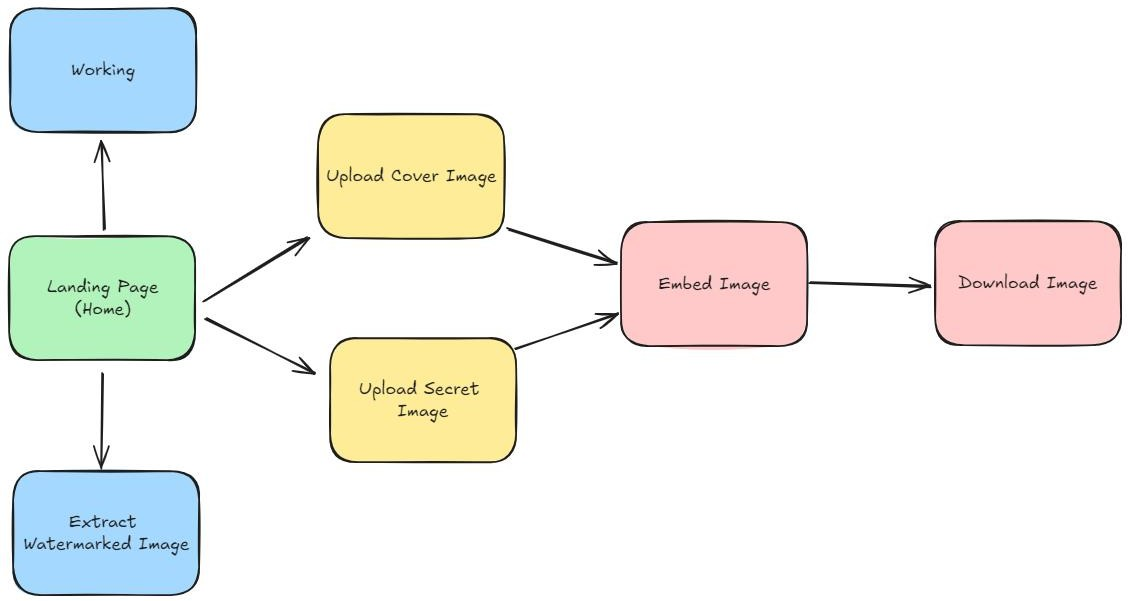 Working
Upload Cover Image
Landing Page
(Home)
Embed Image
Download Image
Upload Secret
Image
Extract
Watermarked Image